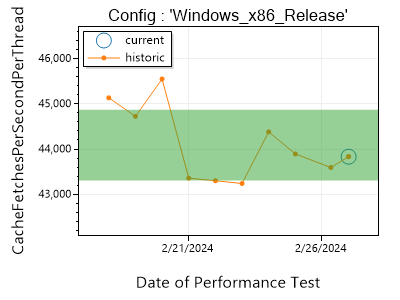 Config : 'Windows_x86_Release'
CacheFetchesPerSecondPerThread
46,000
45,000
44,000
43,000
current
historic
2/21/2024
2/26/2024
Date of Performance Test